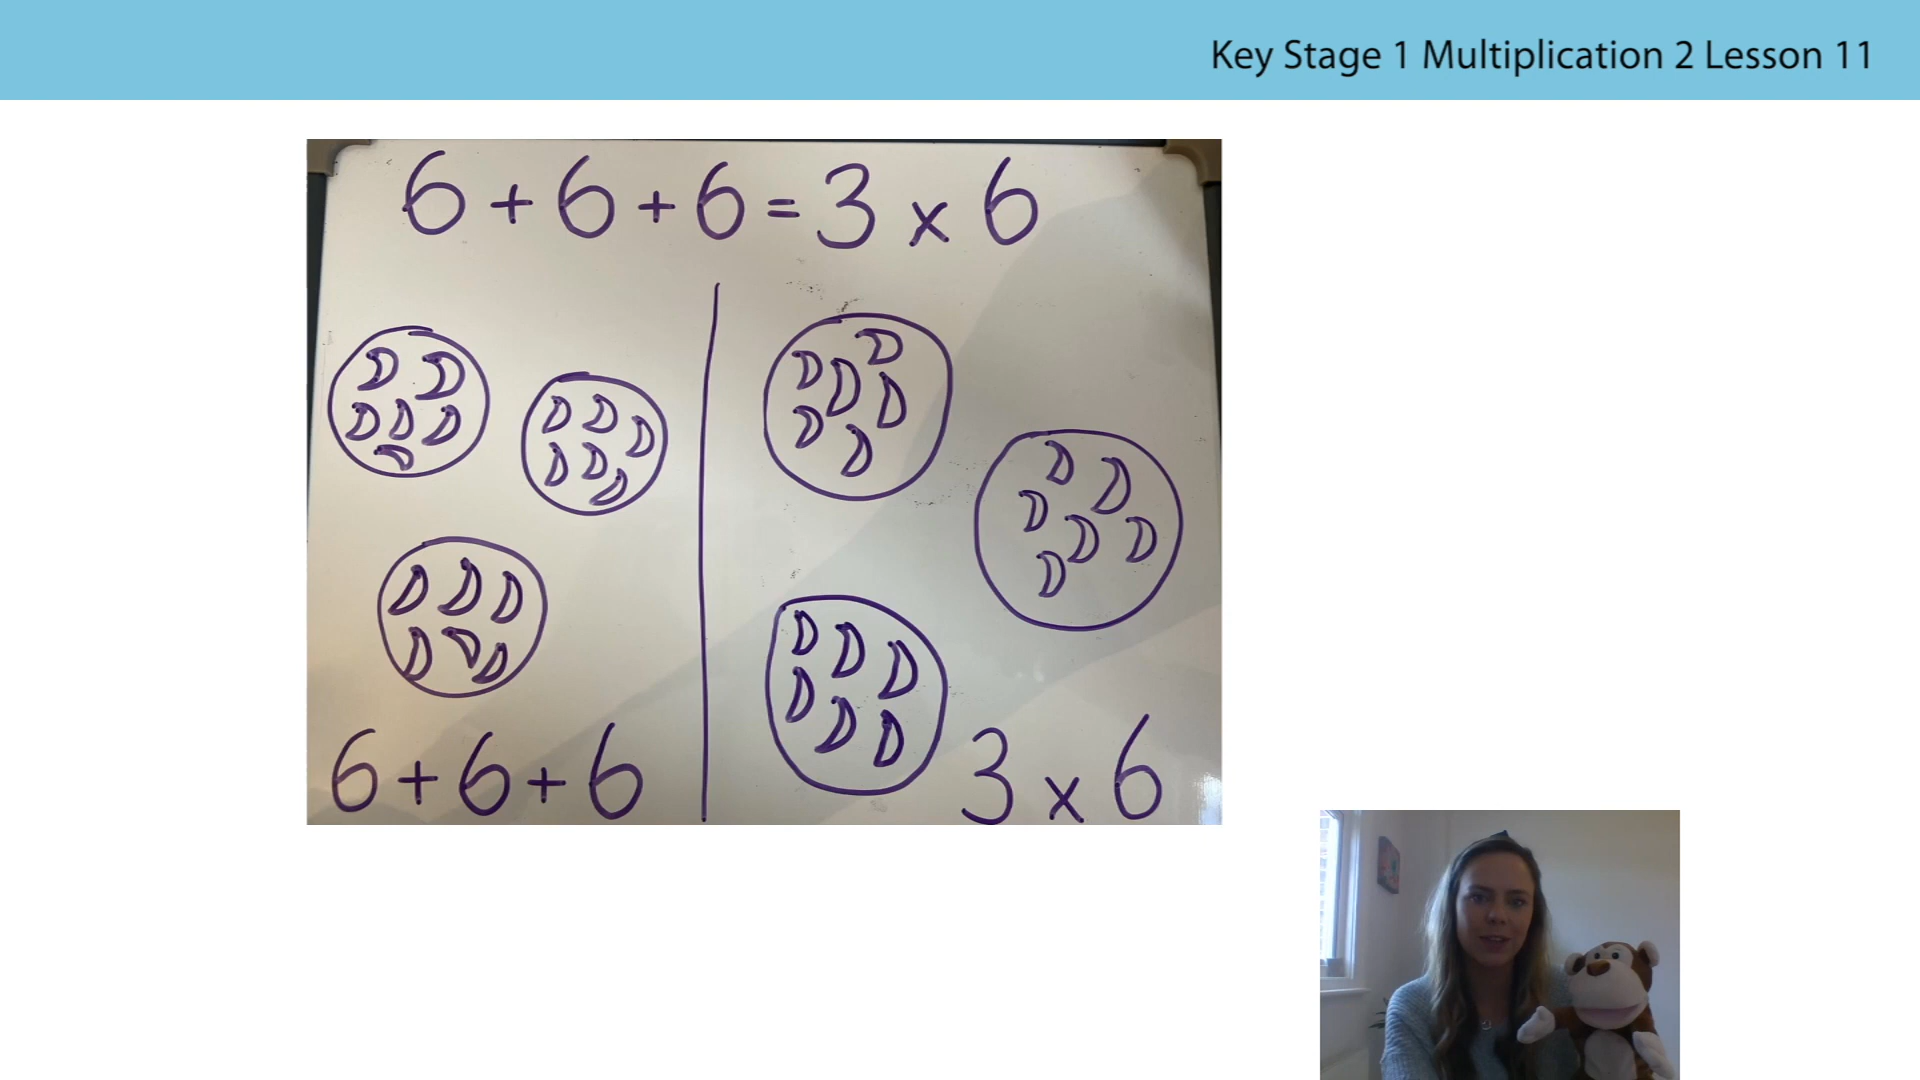 Key Stage 1 Multiplication 2 Lesson 11
6 + 6 + 6 = 3 x 6
6 + 6 + 6
3 x 6